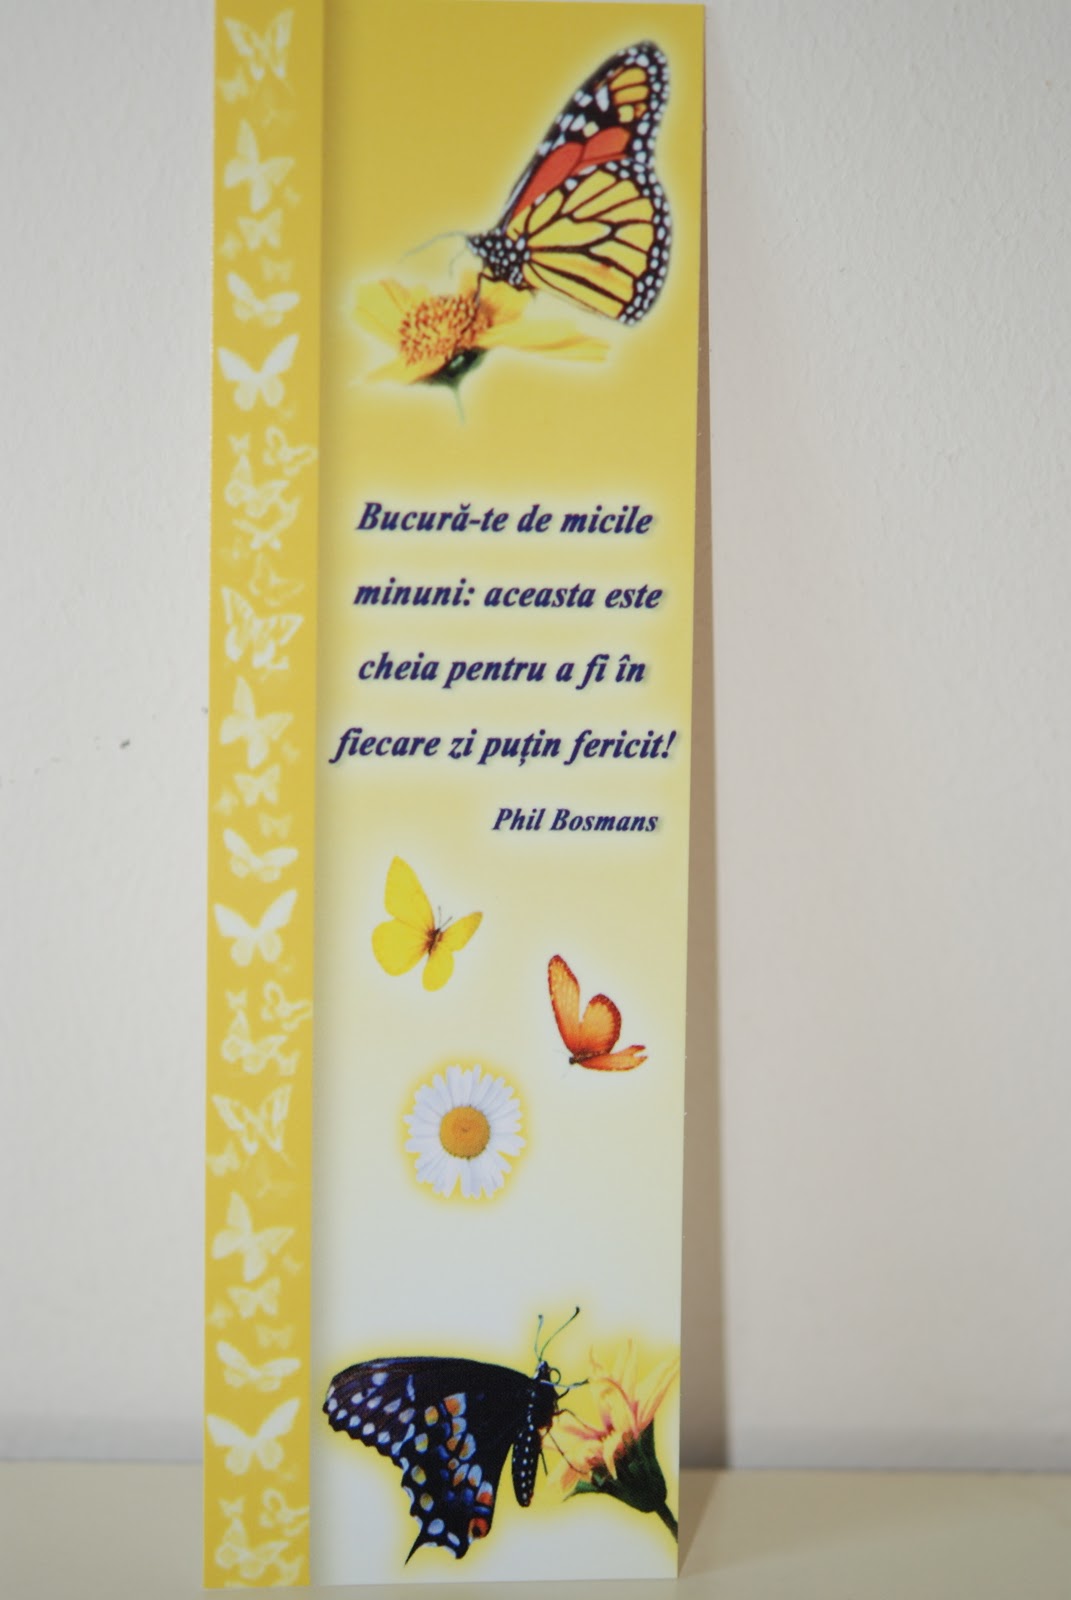 Bucură-te de micile
minuni: aceasta este
cheia pentru a fi în
fiecare zi puțin fericit!
Phil Bosmans